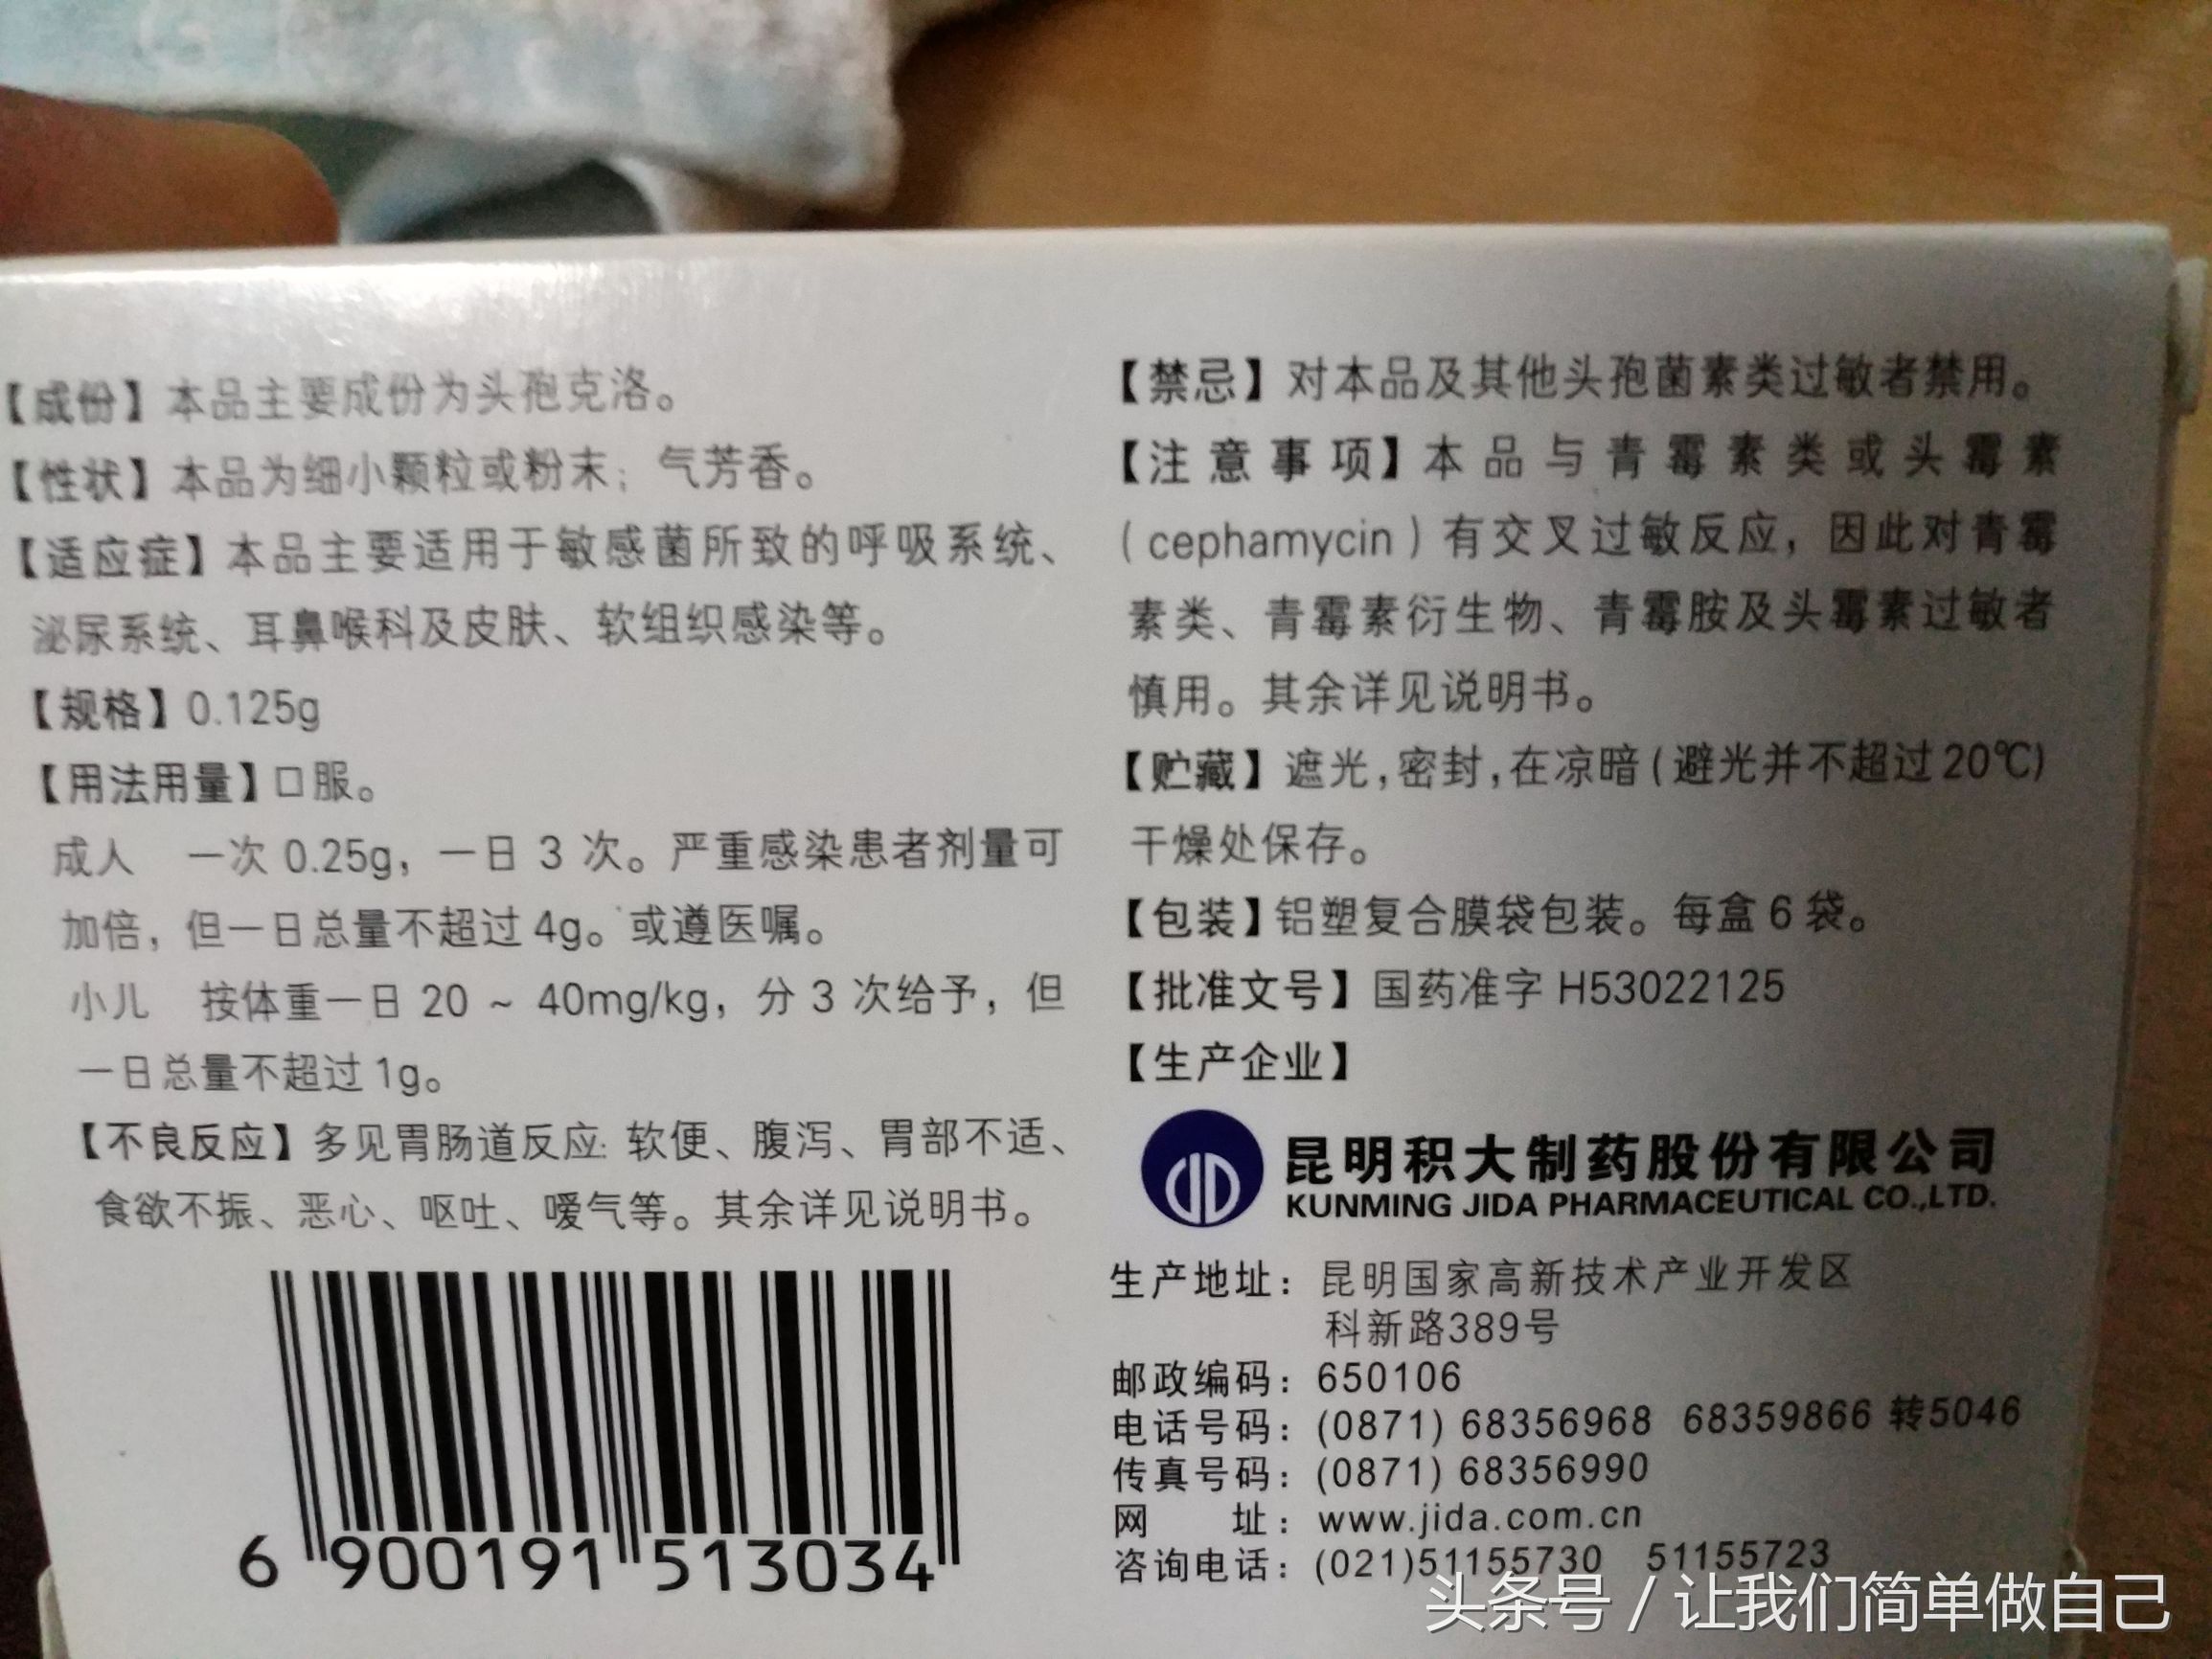 【成份】本品主要成份为头孢克洛。
【性状】本品为细小颗粒或粉末；气芳香。
【适应症】本品主要适用于敏感菌所致的呼吸系统、
泌尿系统、耳鼻喉科及皮肤、软组织感染等。
【规格】0.125g
【用法用量】口服。
成人 一次 0.25g，一日 3 次。严重感染患者剂量可
加倍，但一日总量不超过 4g。或遵医嘱。
小儿 按体重一日 20 ~ 40mg/kg，分 3 次给予，但
一日总量不超过 1g。
【不良反应】多见胃肠道反应: 软便、腹泻、胃部不适、
食欲不振、恶心、呕吐、嗳气等。其余详见说明书。
6 900191 513034
【禁忌】对本品及其他头孢菌素类过敏者禁用。
【注意事项】本品与青霉素类或头霉素
(cephamycin) 有交叉过敏反应，因此对青霉
素类、青霉素衍生物、青霉胺及头霉素过敏者
慎用。其余详见说明书。
【贮藏】遮光,密封,在凉暗(避光并不超过20℃)
干燥处保存。
【包装】铝塑复合膜袋包装。每盒 6 袋。
【批准文号】国药准字 H53022125
【生产企业】
昆明积大制药股份有限公司
KUNMING JIDA PHARMACEUTICAL CO.,LTD.
生产地址：昆明国家高新技术产业开发区
科新路389号
邮政编码：650106
电话号码：(0871) 68356968 68359866 转5046
传真号码：(0871) 68356990
网 址：www.jida.com.cn
咨询电话：(021)51155730 51155723
头条号 / 让我们简单做自己